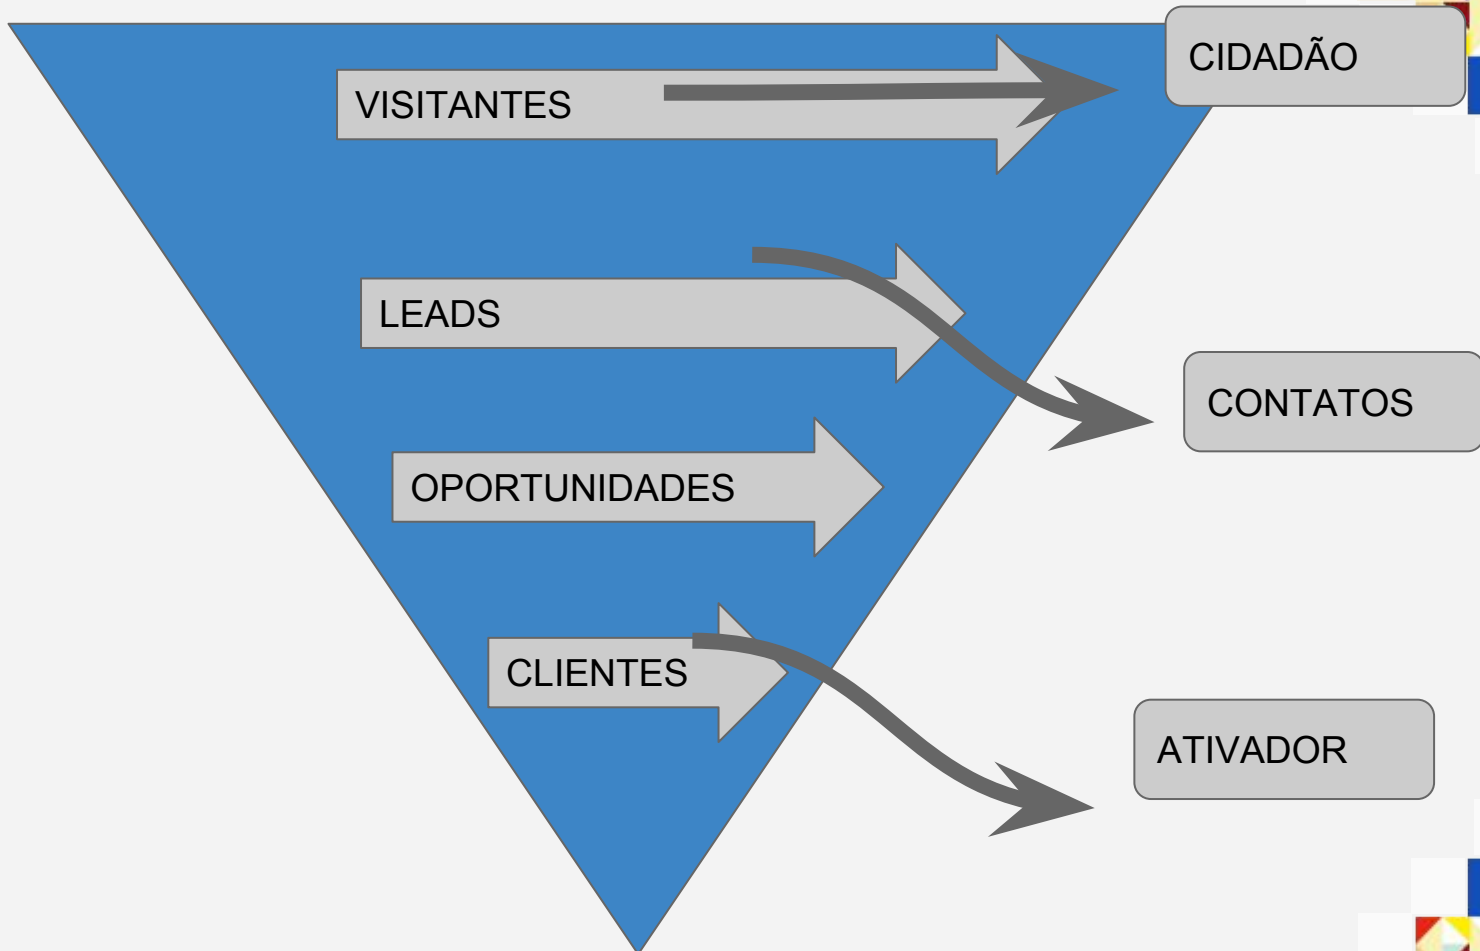 CIDADÃO
VISITANTES
LEADS
CONTATOS
OPORTUNIDADES
CLIENTES
ATIVADOR